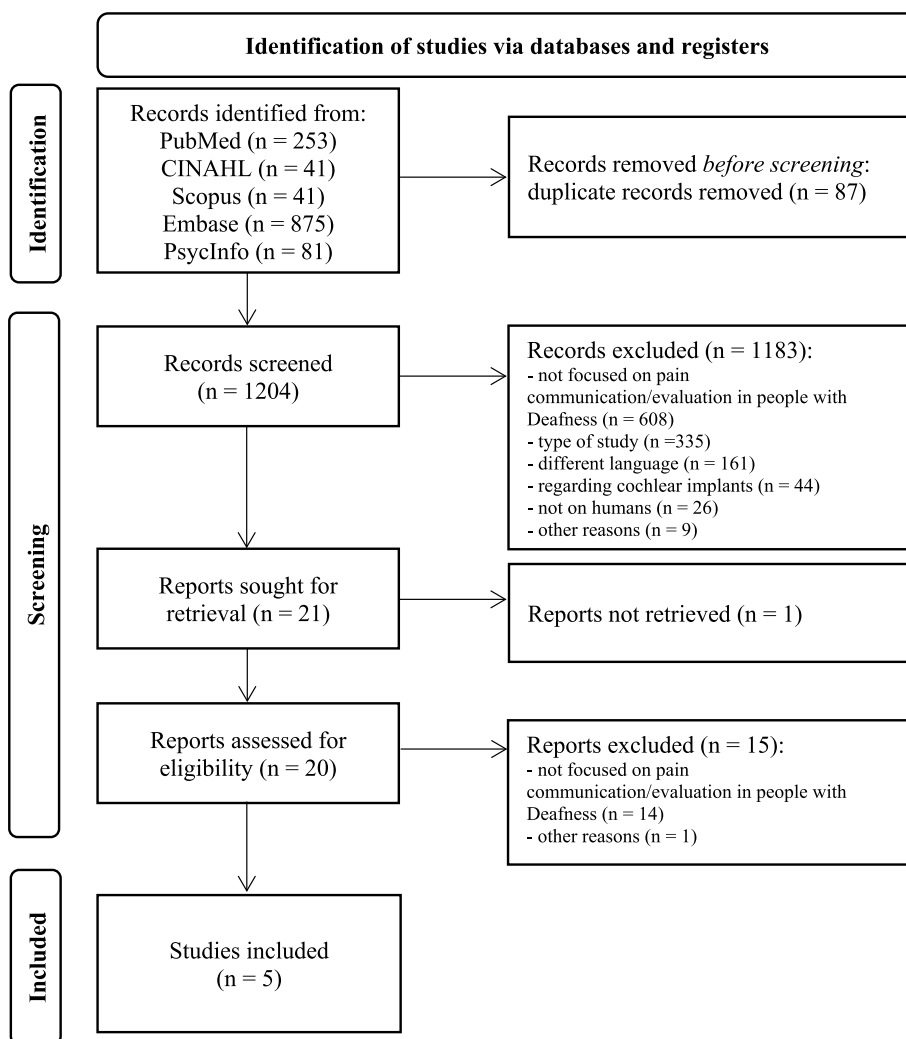 Identification of studies via databases and registers
Identification
Records identified from:
PubMed (n = 253)
CINAHL (n = 41)
Scopus (n = 41)
Embase (n = 875)
PsycInfo (n = 81)
Records removed before screening:
duplicate records removed (n = 87)
Screening
Records screened
(n = 1204)
Records excluded (n = 1183):
- not focused on pain
communication/evaluation in people with
Deafness (n = 608)
- type of study (n =335)
- different language (n = 161)
- regarding cochlear implants (n = 44)
- not on humans (n = 26)
- other reasons (n = 9)
Reports sought for
retrieval (n = 21)
Reports not retrieved (n = 1)
Reports assessed for
eligibility (n = 20)
Reports excluded (n = 15):
- not focused on pain
communication/evaluation in people with
Deafness (n = 14)
- other reasons (n = 1)
Included
Studies included
(n = 5)